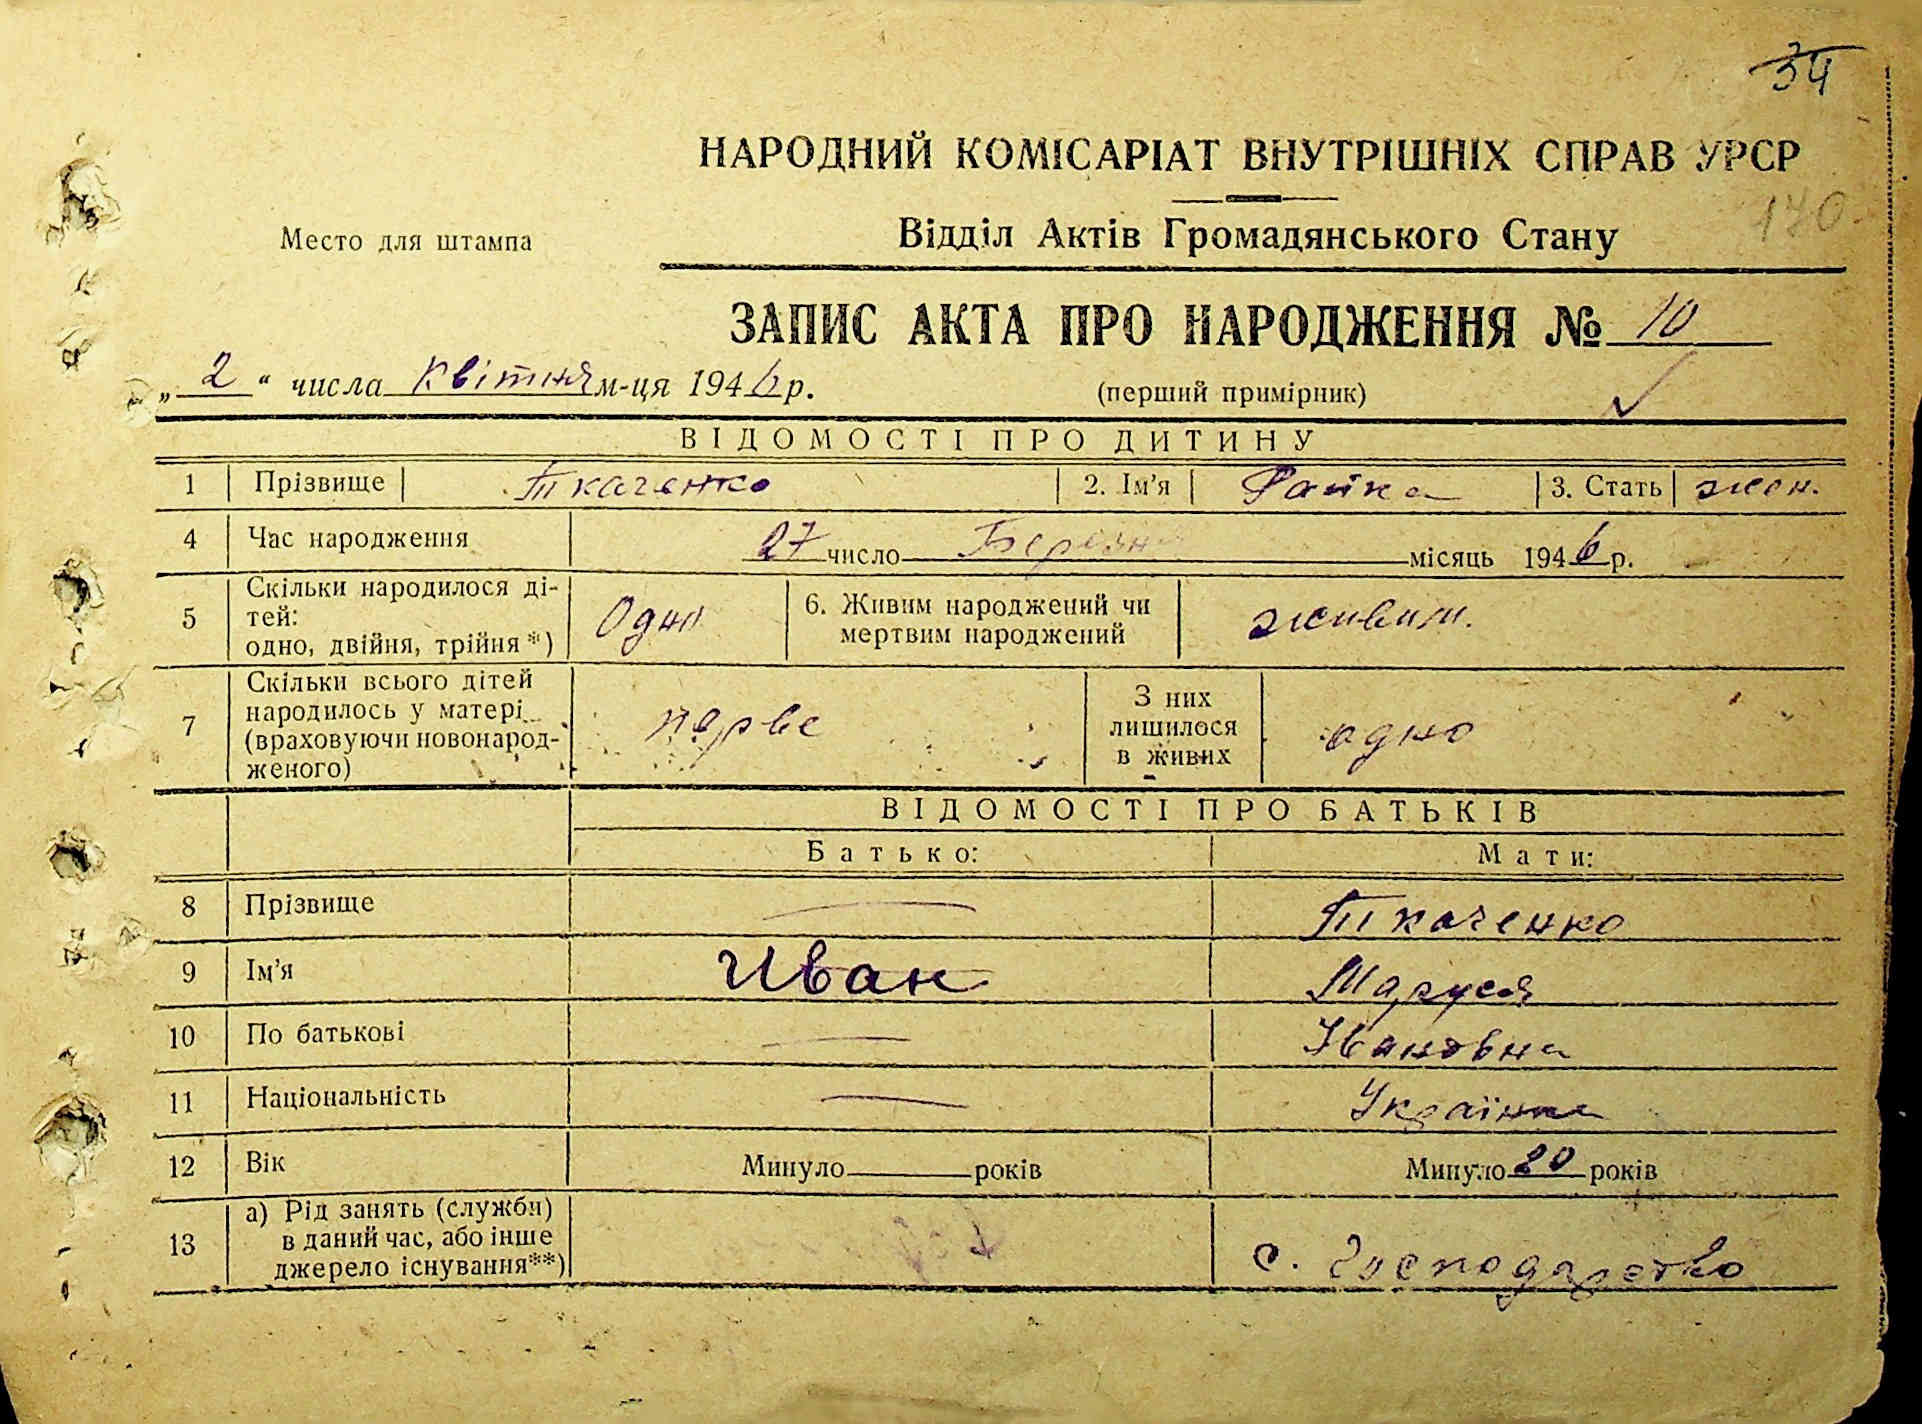 34
НАРОДНИЙ КОМІСАРІАТ ВНУТРІШНІХ СПРАВ УРСР
170
Место для штампа
Відділ Актів Громадянського Стану
ЗАПИС АКТА ПРО НАРОДЖЕННЯ № 10
„ 2 “ числа квітня м-ця 1946 р.
(перший примірник)
ВІДОМОСТІ ПРО ДИТИНУ
1 Прізвище Ткаченко 2. Ім'я 3. Стать жен.
4 Час народження 27 число Березня місяць 1946 р.
5 Скільки народилося ді-
тей:
одно, двійня, трійня *) Одно 6. Живим народжений чи
мертвим народжений живим.
7 Скільки всього дітей
народилось у матері
(враховуючи новонарод-
женого) перве З них
лишилося
в живих одно
ВІДОМОСТІ ПРО БАТЬКІВ
Батько: Мати:
8 Прізвище — Ткаченко
9 Ім'я Иван Маруся
10 По батькові — Івановна
11 Національність — Українка
12 Вік Минуло років Минуло 20 років
13 а) Рід занять (служби)
в даний час, або інше
джерело існування**) с. господарство